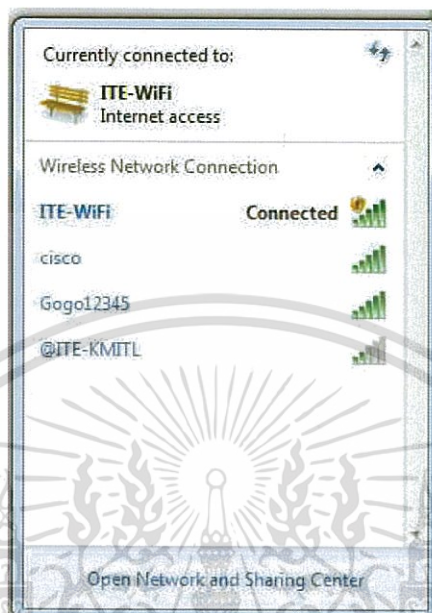 Currently connected to:
ITE-WiFi
Internet access
Wireless Network Connection
ITE-WiFi Connected
cisco
Gogo12345
@ITE-KMITL
Open Network and Sharing Center